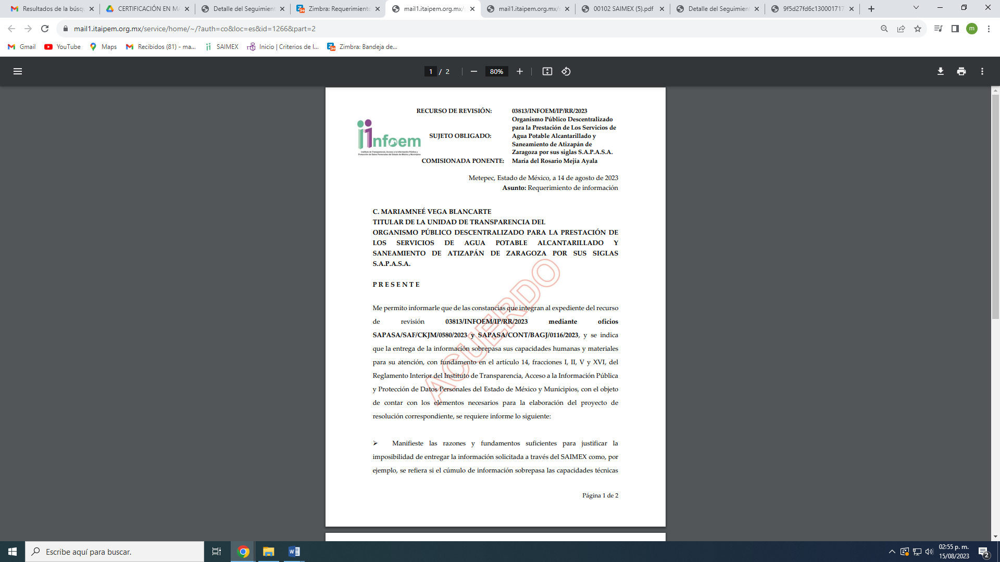 Resultados de la búsqu
CERTIFICACIÓN EN MA
Detalle del Seguimient
Zimbra: Requerimiento
mail1.itaipem.org.mx/s
mail1.itaipem.org.mx/s
00102 SAIMEX (5).pdf
Detalle del Seguimient
9f5d27fd6c130001717
mail1.itaipem.org.mx/service/home/~/?auth=co&loc=es&id=1266&part=2
m
Gmail
YouTube
Maps
Recibidos (81) - ma...
SAIMEX
Inicio | Criterios de I...
Zimbra: Bandeja de...
1 / 2
80%
RECURSO DE REVISIÓN: 03813/INFOEM/IP/RR/2023
infoem
Instituto de Transparencia, Acceso a la Información Pública y
Protección de Datos Personales del Estado de México y Municipios
SUJETO OBLIGADO:
Organismo Público Descentralizado
para la Prestación de Los Servicios de
Agua Potable Alcantarillado y
Saneamiento de Atizapán de
Zaragoza por sus siglas S.A.P.A.S.A.
COMISIONADA PONENTE: María del Rosario Mejía Ayala
Metepec, Estado de México, a 14 de agosto de 2023
Asunto: Requerimiento de información
C. MARIAMNEÉ VEGA BLANCARTE
TITULAR DE LA UNIDAD DE TRANSPARENCIA DEL
ORGANISMO PÚBLICO DESCENTRALIZADO PARA LA PRESTACIÓN DE
LOS SERVICIOS DE AGUA POTABLE ALCANTARILLADO Y
SANEAMIENTO DE ATIZAPÁN DE ZARAGOZA POR SUS SIGLAS
S.A.P.A.S.A.
P R E S E N T E
ACUERDO
Me permito informarle que de las constancias que integran al expediente del recurso
de revisión 03813/INFOEM/IP/RR/2023 mediante oficios
SAPASA/SAF/CKJM/0580/2023 y SAPASA/CONT/BAGJ/0116/2023, y se indica
que la entrega de la información sobrepasa sus capacidades humanas y materiales
para su atención, con fundamento en el artículo 14, fracciones I, II, V y XVI, del
Reglamento Interior del Instituto de Transparencia, Acceso a la Información Pública
y Protección de Datos Personales del Estado de México y Municipios, con el objeto
de contar con los elementos necesarios para la elaboración del proyecto de
resolución correspondiente, se requiere informe lo siguiente:
➢ Manifieste las razones y fundamentos suficientes para justificar la
imposibilidad de entregar la información solicitada a través del SAIMEX como, por
ejemplo, se refiera si el cúmulo de información sobrepasa las capacidades técnicas
Página 1 de 2
Escribe aquí para buscar.
02:55 p. m.
15/08/2023
2